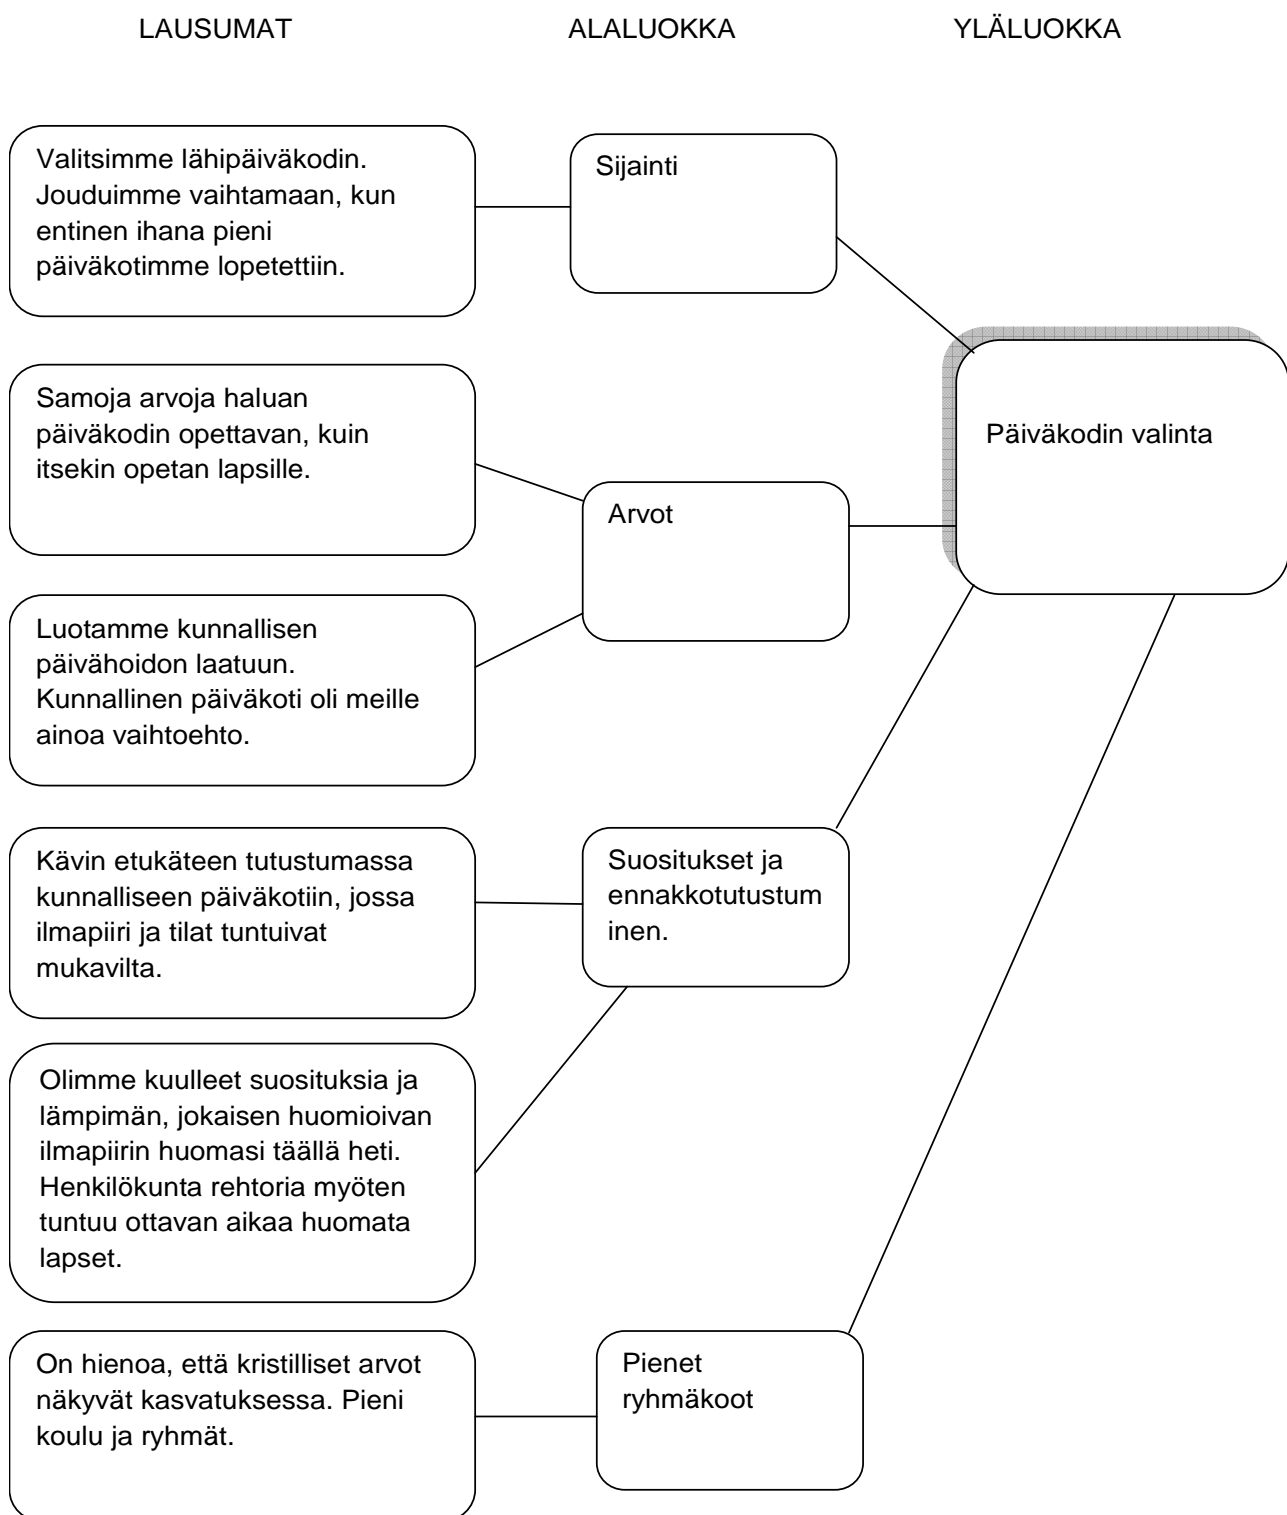 LAUSUMAT ALALUOKKA YLÄLUOKKA
Valitsimme lähipäiväkodin.
Jouduimme vaihtamaan, kun
entinen ihana pieni
päiväkotimme lopetettiin.
Sijainti
Samoja arvoja haluan
päiväkodin opettavan, kuin
itsekin opetan lapsille.
Arvot
Päiväkodin valinta
Luotamme kunnallisen
päivähoidon laatuun.
Kunnallinen päiväkoti oli meille
ainoa vaihtoehto.
Kävin etukäteen tutustumassa
kunnalliseen päiväkotiin, jossa
ilmapiiri ja tilat tuntuivat
mukavilta.
Suositukset ja
ennakkotutustum
inen.
Olimme kuulleet suosituksia ja
lämpimän, jokaisen huomioivan
ilmapiirin huomasi täällä heti.
Henkilökunta rehtoria myöten
tuntuu ottavan aikaa huomata
lapset.
On hienoa, että kristilliset arvot
näkyvät kasvatuksessa. Pieni
koulu ja ryhmät.
Pienet
ryhmäkoot